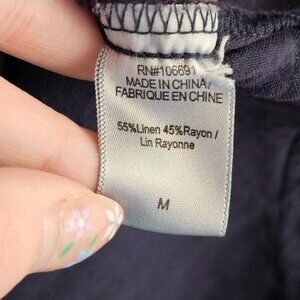 RN#106691
MADE IN CHINA/
FABRIQUE EN CHINE
55%Linen 45%Rayon/
Lin Rayonne
M